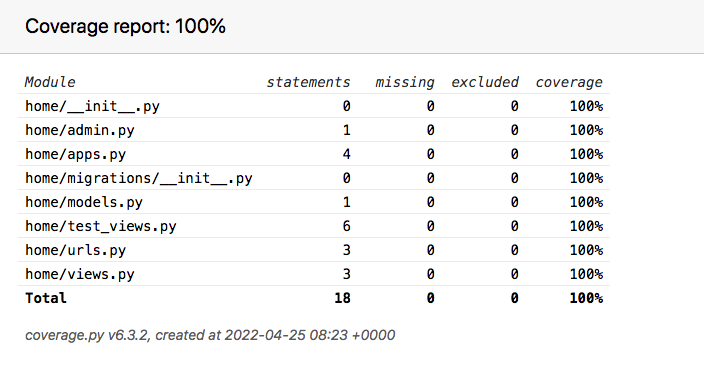 Coverage report: 100%
Module statements missing excluded coverage
home/__init__.py 0 0 0 100%
home/admin.py 1 0 0 100%
home/apps.py 4 0 0 100%
home/migrations/__init__.py 0 0 0 100%
home/models.py 1 0 0 100%
home/test_views.py 6 0 0 100%
home/urls.py 3 0 0 100%
home/views.py 3 0 0 100%
Total 18 0 0 100%
coverage.py v6.3.2, created at 2022-04-25 08:23 +0000